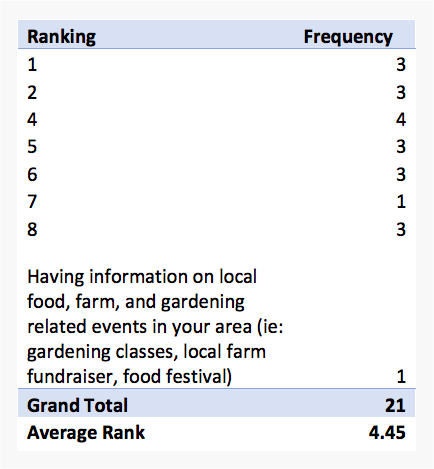 Ranking Frequency
1 3
2 3
4 4
5 3
6 3
7 1
8 3
Having information on local
food, farm, and gardening
related events in your area (ie:
gardening classes, local farm
fundraiser, food festival) 1
Grand Total 21
Average Rank 4.45